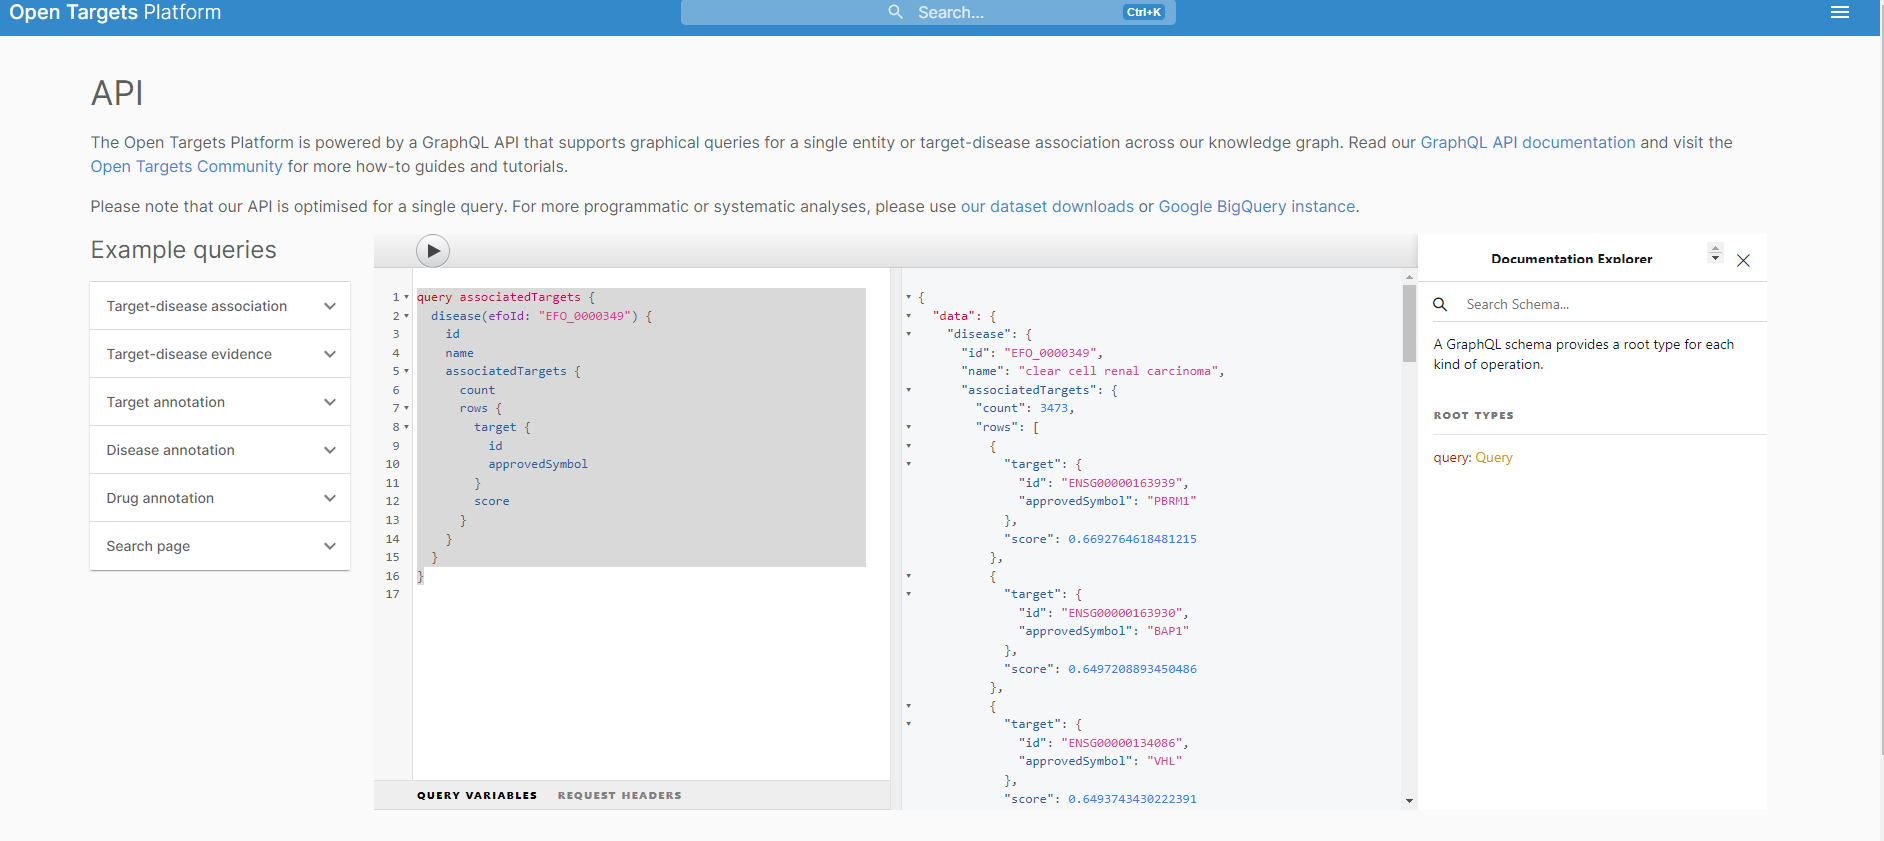 Open Targets Platform
Search...
Ctrl+K
API
The Open Targets Platform is powered by a GraphQL API that supports graphical queries for a single entity or target-disease association across our knowledge graph. Read our GraphQL API documentation and visit the
Open Targets Community for more how-to guides and tutorials.
Please note that our API is optimised for a single query. For more programmatic or systematic analyses, please use our dataset downloads or Google BigQuery instance.
Example queries
Target-disease association
Target-disease evidence
Target annotation
Disease annotation
Drug annotation
Search page
1 query associatedTargets {
2 disease(efoId: "EFO_0000349") {
3 id
4 name
5 associatedTargets {
6 count
7 rows {
8 target {
9 id
10 approvedSymbol
11 }
12 score
13 }
14 }
15 }
16 }
17
QUERY VARIABLES REQUEST HEADERS
{
"data": {
"disease": {
"id": "EFO_0000349",
"name": "clear cell renal carcinoma",
"associatedTargets": {
"count": 3473,
"rows": [
{
"target": {
"id": "ENSG00000163939",
"approvedSymbol": "PBRM1"
},
"score": 0.6692764618481215
},
{
"target": {
"id": "ENSG00000163930",
"approvedSymbol": "BAP1"
},
"score": 0.6497208893450486
},
{
"target": {
"id": "ENSG00000134086",
"approvedSymbol": "VHL"
},
"score": 0.6493743430222391
Documentation Explorer
Search Schema...
A GraphQL schema provides a root type for each
kind of operation.
ROOT TYPES
query: Query